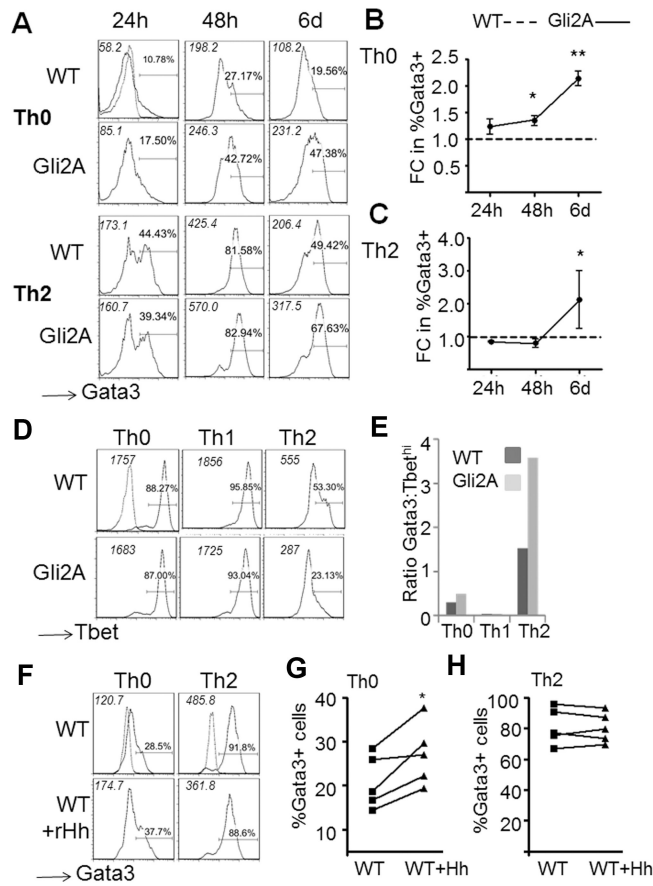 A 24h 48h 6d
WT 58.2 10.78% 198.2 27.17% 108.2 19.56%
Th0
Gli2A 85.1 17.50% 246.3 42.72% 231.2 47.38%
WT 173.1 44.43% 425.4 81.58% 206.4 49.42%
Th2
Gli2A 160.7 39.34% 570.0 82.94% 317.5 67.63%
Gata3
B WT Gli2A
Th0
FC in %Gata3+
2.5
2.0
1.5
1.0
0.5
* **
24h 48h 6d
C
Th2
FC in %Gata3+
4.0
3.0
2.0
1.0
*
24h 48h 6d
D Th0 Th1 Th2
WT 1757 88.27% 1856 95.85% 555 53.30%
Gli2A 1683 87.00% 1725 93.04% 287 23.13%
Tbet
E
Ratio Gata3:Tbethi
4
3
2
1
0
WT
Gli2A
Th0 Th1 Th2
F Th0 Th2
WT 120.7 28.5% 485.8 91.8%
WT
+rHh 174.7 37.7% 361.8 88.6%
Gata3
G Th0
%Gata3+ cells
40
30
20
10
*
WT WT+Hh
H Th2
%Gata3+ cells
100
80
60
40
20
0
WT WT+Hh